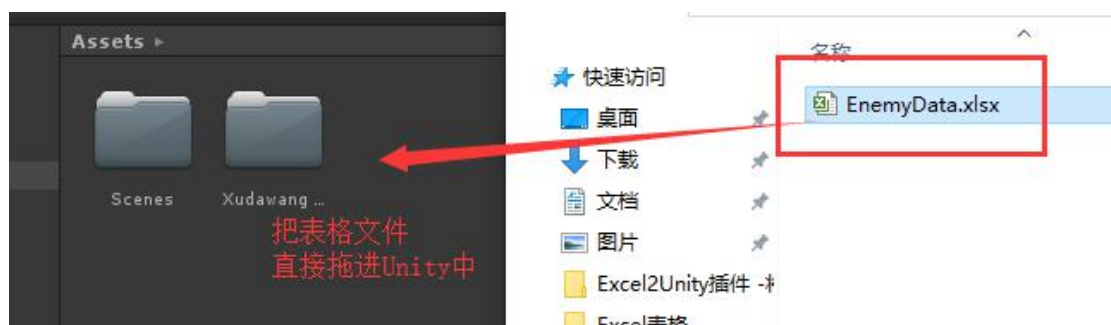 Assets ▸
Scenes
Xudawang ...
把表格文件
直接拖进Unity中
快速访问
桌面
下载
文档
图片
Excel2Unity插件 -
Excel表格
名称
EnemyData.xlsx